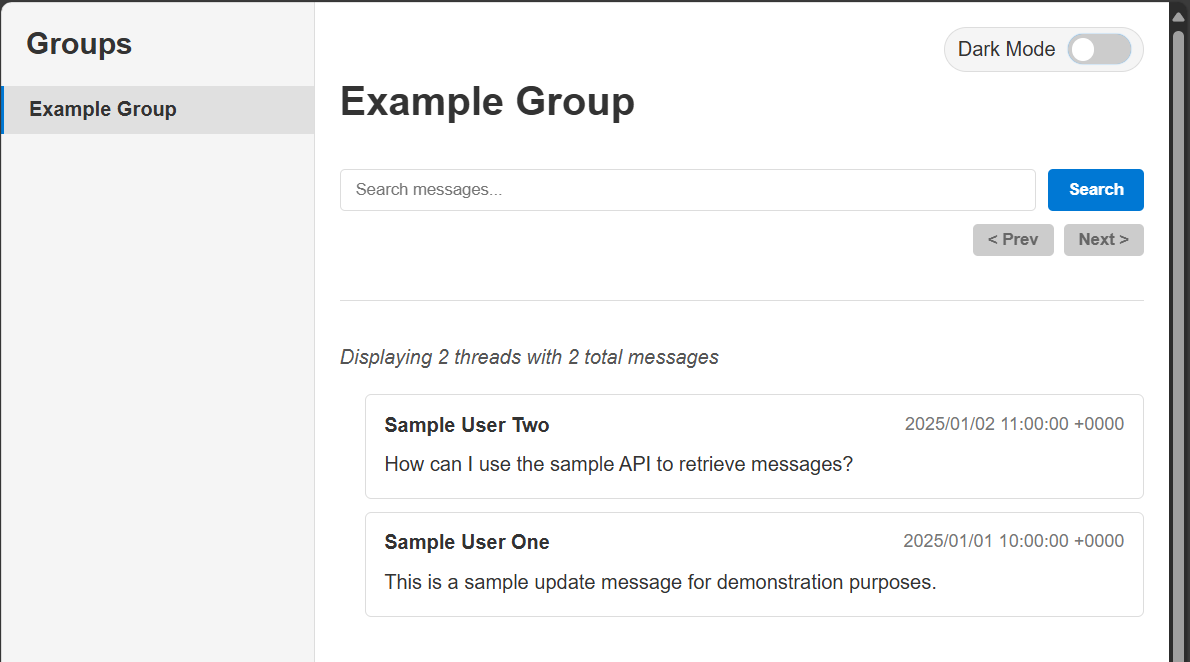 Groups
Example Group
Dark Mode
Example Group
Search messages...
Search
< Prev
Next >
Displaying 2 threads with 2 total messages
Sample User Two
2025/01/02 11:00:00 +0000
How can I use the sample API to retrieve messages?
Sample User One
2025/01/01 10:00:00 +0000
This is a sample update message for demonstration purposes.